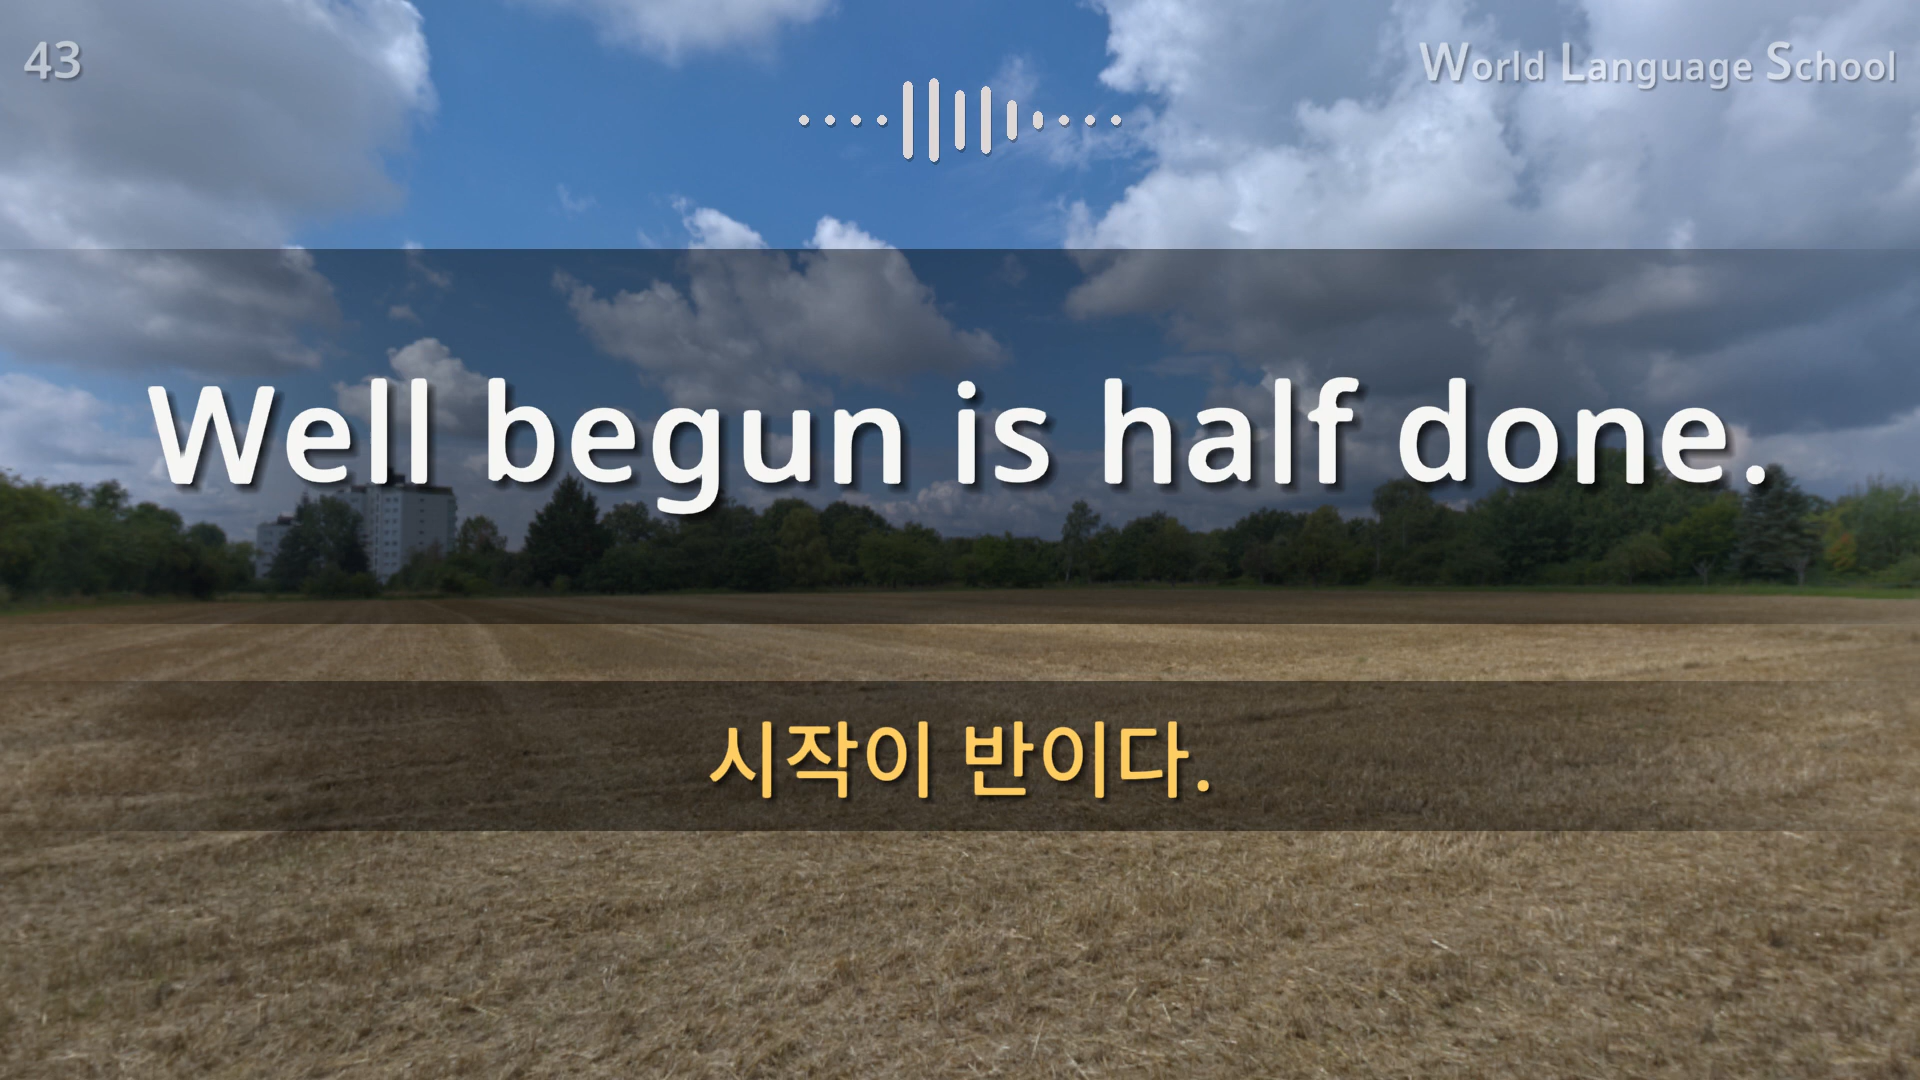 43
World Language School
Well begun is half done.
시작이 반이다.